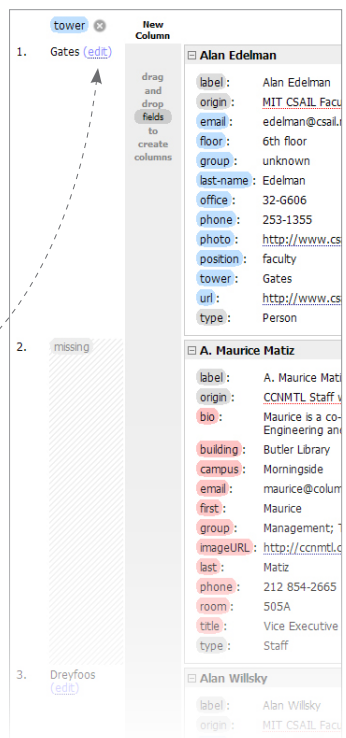 tower
New
Column
1. Gates (edit)
drag
and
drop
fields
to
create
columns
Alan Edelman
label: Alan Edelman
origin: MIT CSAIL Facu
email: edelman@csail.r
floor: 6th floor
group: unknown
last-name: Edelman
office: 32-G606
phone: 253-1355
photo: http://www.cs
position: faculty
tower: Gates
url: http://www.cs
type: Person
2. missing
A. Maurice Matiz
label: A. Maurice Mati
origin: CCNMTL Staff w
bio: Maurice is a co-
Engineering and
building: Butler Library
campus: Morningside
email: maurice@colum
first: Maurice
group: Management; T
imageURL: http://ccnmtl.c
last: Matiz
phone: 212 854-2665
room: 505A
title: Vice Executive
type: Staff
3. Dreyfoos
(edit)
Alan Willsky
label: Alan Willsky
origin: MIT CSAIL Facu